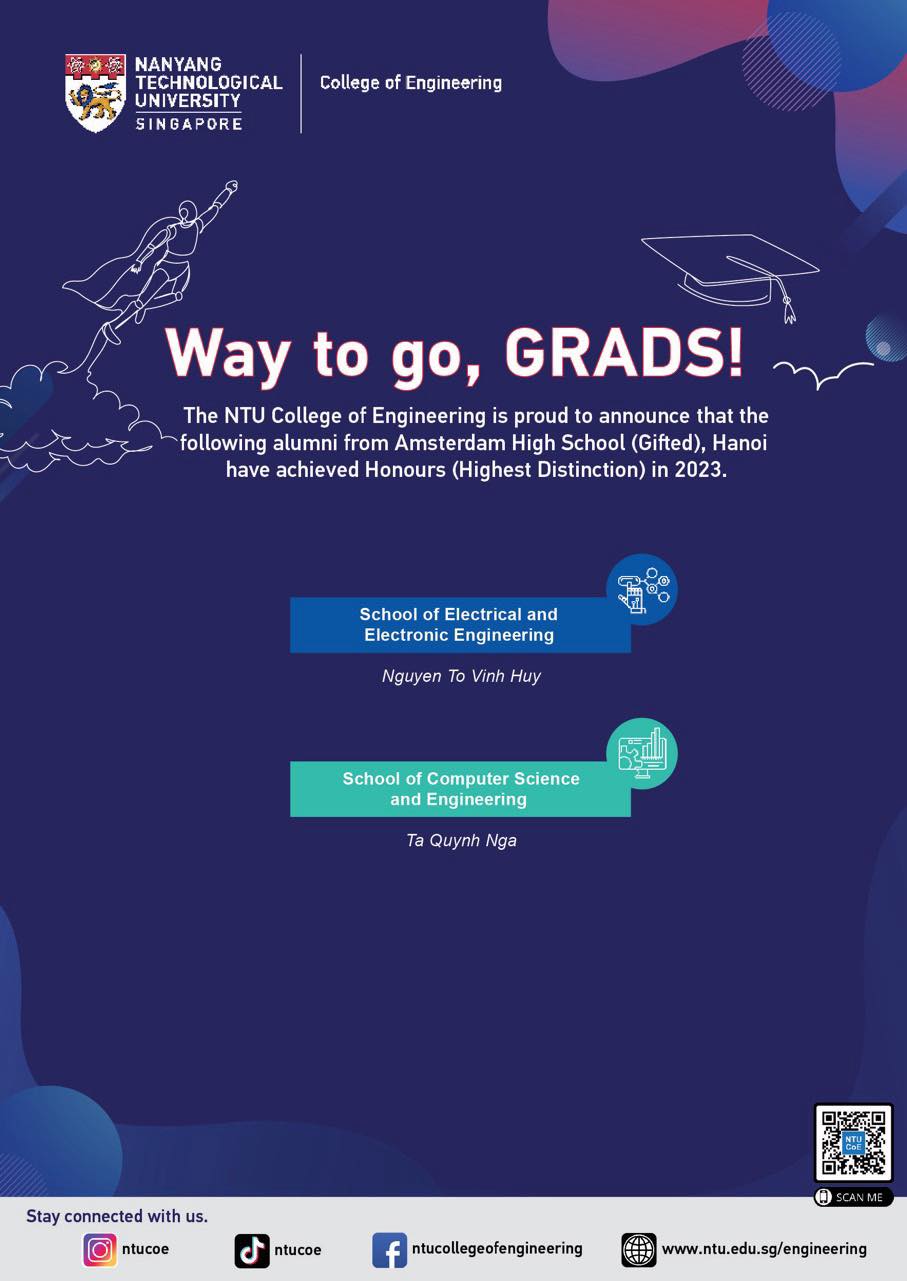 NANYANG
TECHNOLOGICAL
UNIVERSITY
SINGAPORE
College of Engineering
Way to go, GRADS!
The NTU College of Engineering is proud to announce that the
following alumni from Amsterdam High School (Gifted), Hanoi
have achieved Honours (Highest Distinction) in 2023.
School of Electrical and
Electronic Engineering
Nguyen To Vinh Huy
School of Computer Science
and Engineering
Ta Quynh Nga
NTU
CoE
SCAN ME
Stay connected with us.
ntucoe
ntucoe
ntucollegeofengineering
www.ntu.edu.sg/engineering